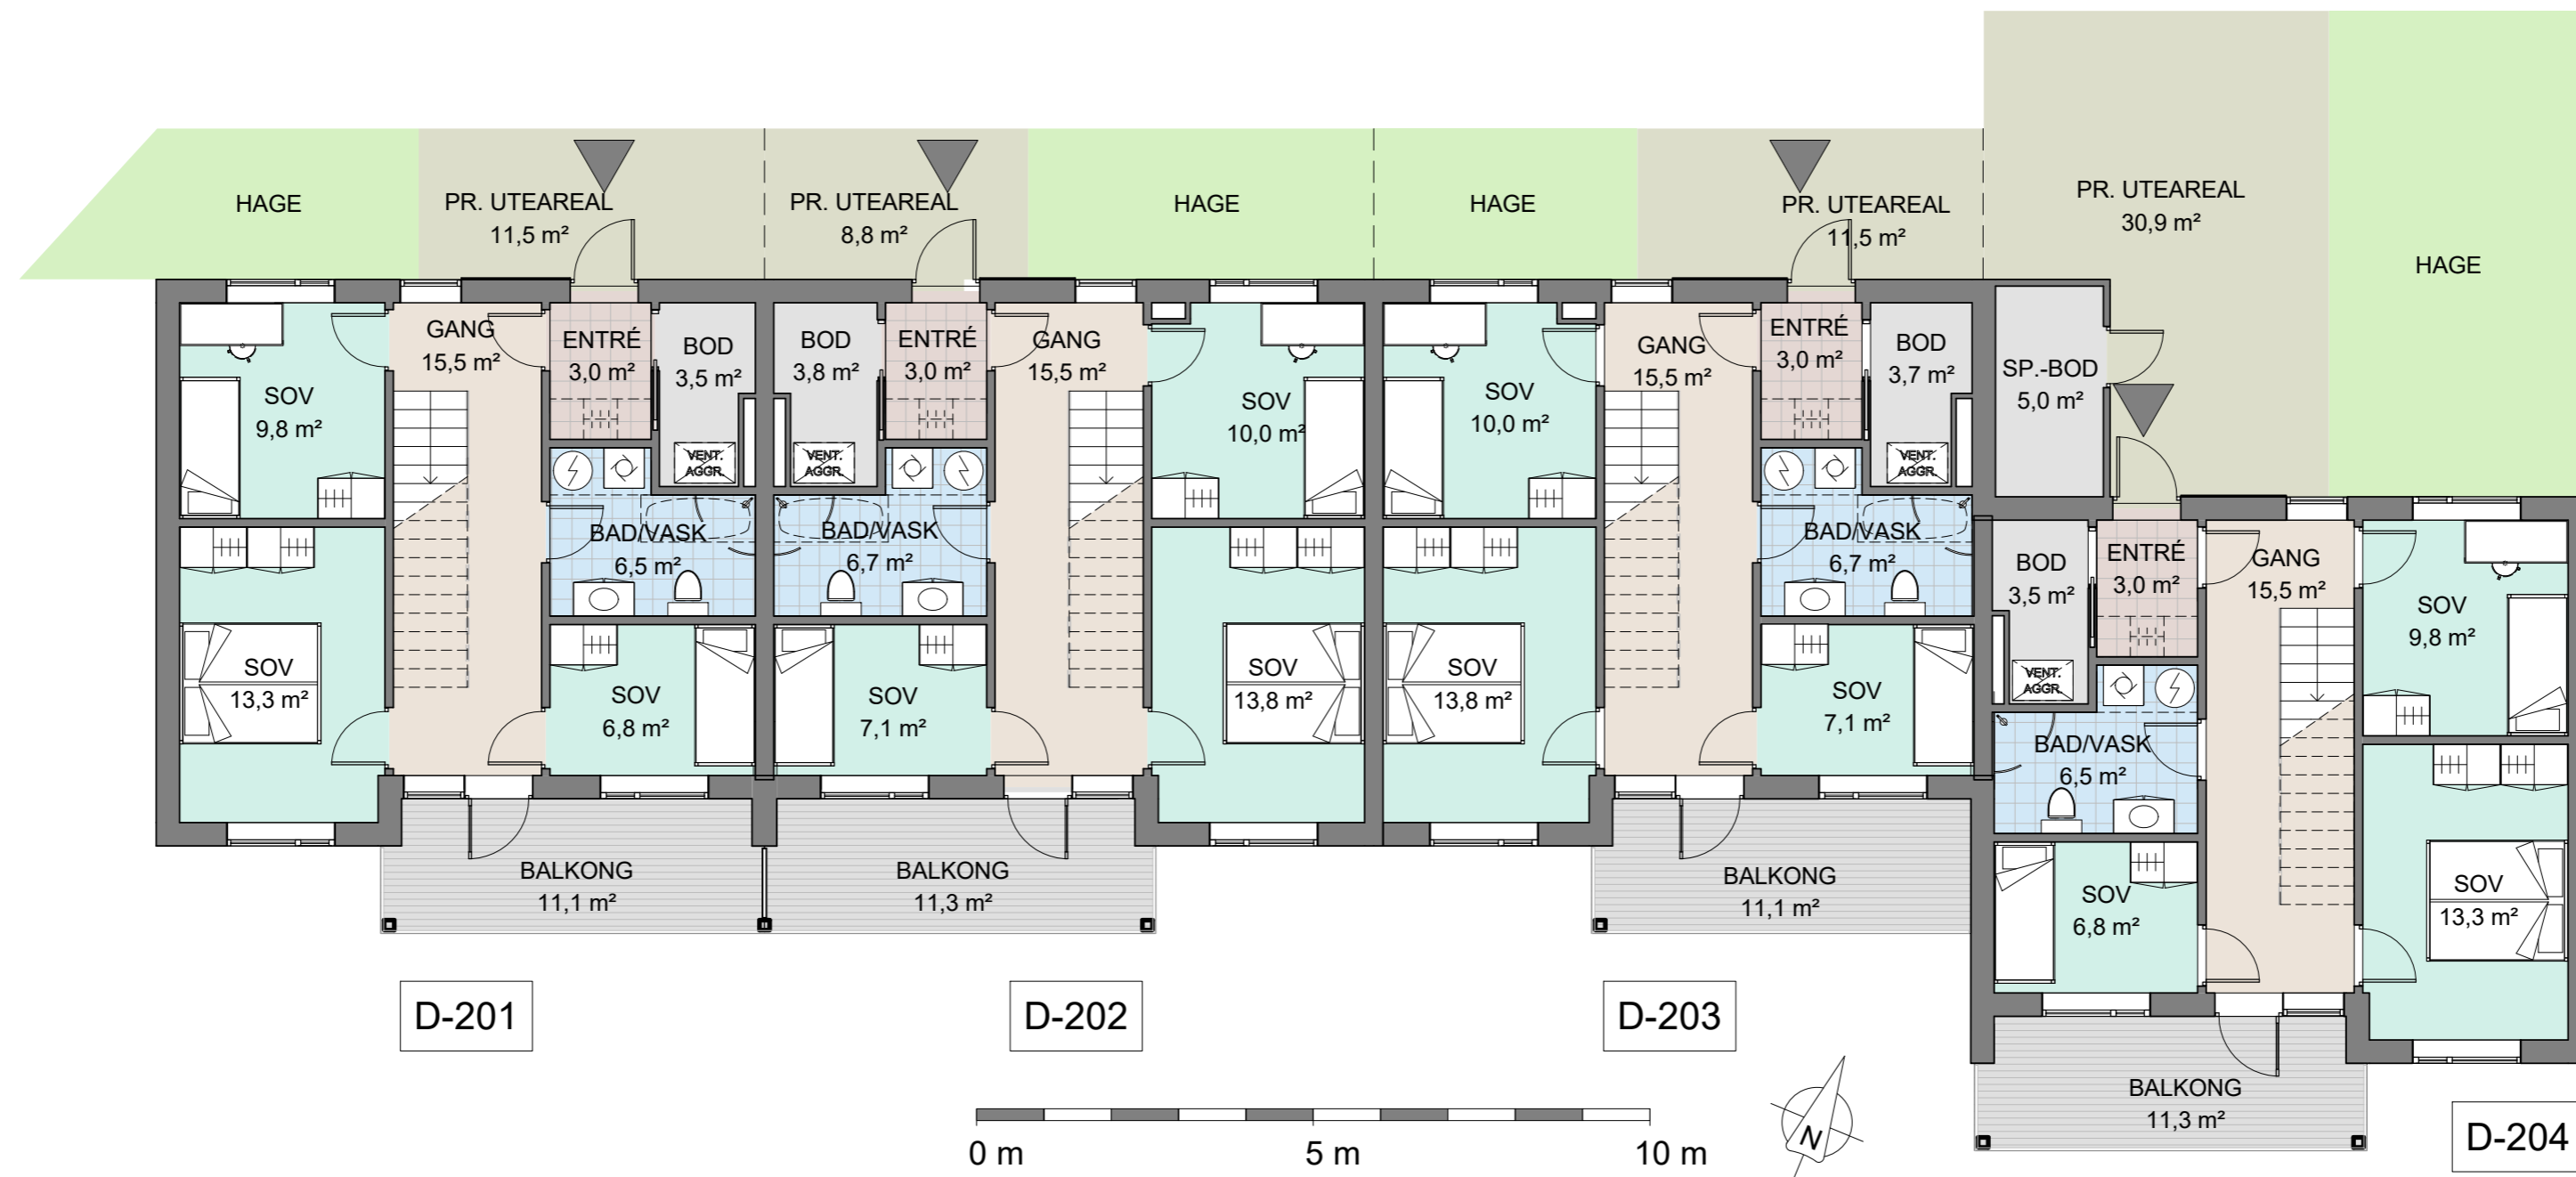 HAGE
PR. UTEAREAL
11,5 m²
PR. UTEAREAL
8,8 m²
HAGE
HAGE
PR. UTEAREAL
11,5 m²
PR. UTEAREAL
30,9 m²
HAGE
SOV
9,8 m²
GANG
15,5 m²
ENTRÉ
3,0 m²
BOD
3,5 m²
VENT.
AGGR.
BAD/VASK
6,5 m²
SOV
13,3 m²
SOV
6,8 m²
BALKONG
11,1 m²
D-201
BOD
3,8 m²
ENTRÉ
3,0 m²
GANG
15,5 m²
SOV
10,0 m²
VENT.
AGGR.
BAD/VASK
6,7 m²
SOV
7,1 m²
SOV
13,8 m²
BALKONG
11,3 m²
D-202
SOV
10,0 m²
GANG
15,5 m²
ENTRÉ
3,0 m²
BOD
3,7 m²
VENT.
AGGR.
BAD/VASK
6,7 m²
SOV
13,8 m²
SOV
7,1 m²
BALKONG
11,1 m²
D-203
SP.-BOD
5,0 m²
BOD
3,5 m²
ENTRÉ
3,0 m²
GANG
15,5 m²
SOV
9,8 m²
VENT.
AGGR.
BAD/VASK
6,5 m²
SOV
6,8 m²
SOV
13,3 m²
BALKONG
11,3 m²
D-204
0 m
5 m
10 m
N